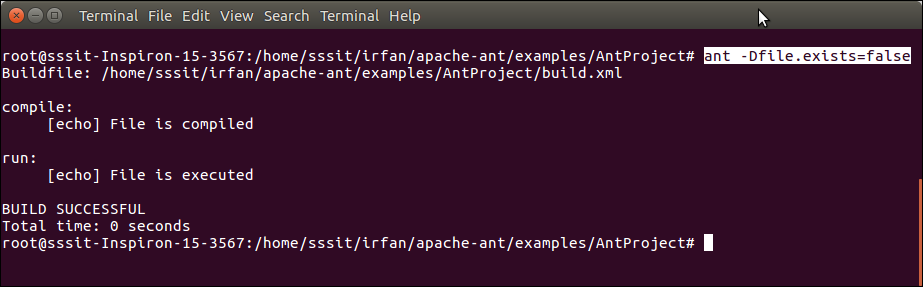 Terminal File Edit View Search Terminal Help
root@sssit-Inspiron-15-3567:/home/sssit/irfan/apache-ant/examples/AntProject# ant -Dfile.exists=false
Buildfile: /home/sssit/irfan/apache-ant/examples/AntProject/build.xml
compile:
[echo] File is compiled
run:
[echo] File is executed
BUILD SUCCESSFUL
Total time: 0 seconds
root@sssit-Inspiron-15-3567:/home/sssit/irfan/apache-ant/examples/AntProject#